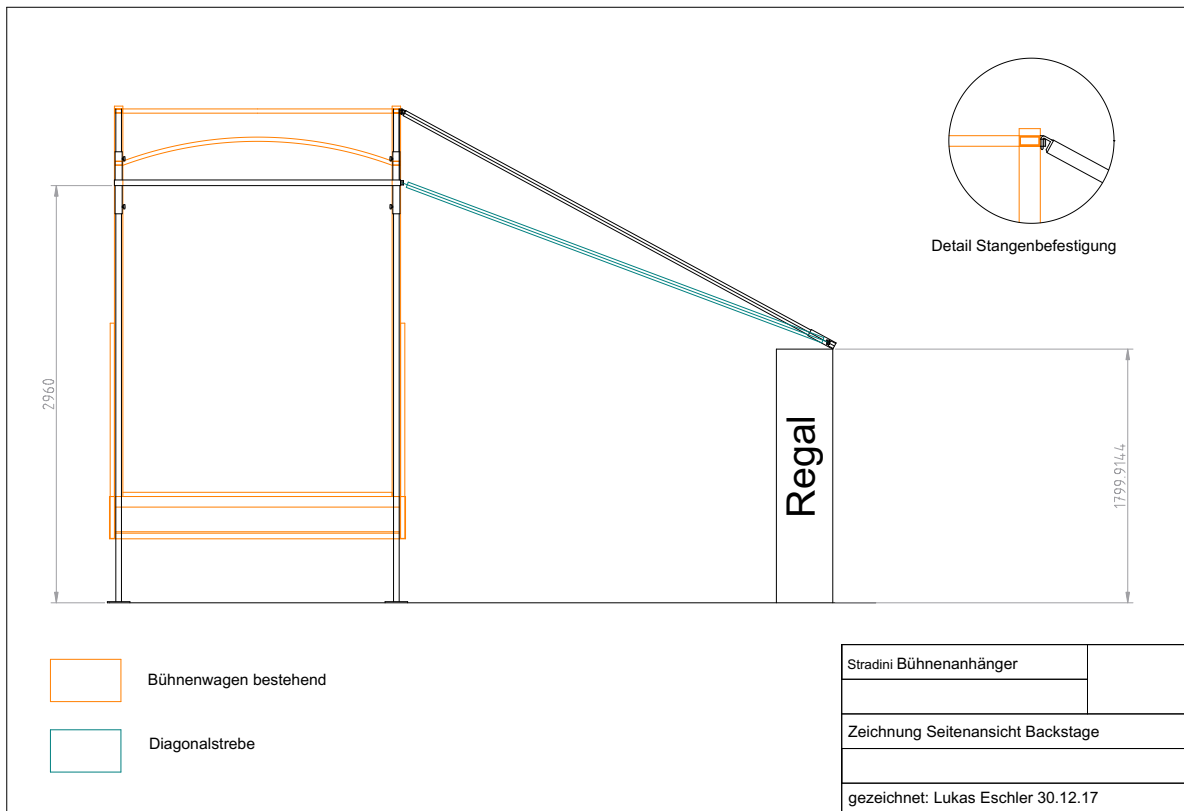 Detail Stangenbefestigung
2960
Regal
1799.9144
Bühnenwagen bestehend
Diagonalstrebe
Stradini Bühnenanhänger
Zeichnung Seitenansicht Backstage
gezeichnet: Lukas Eschler 30.12.17